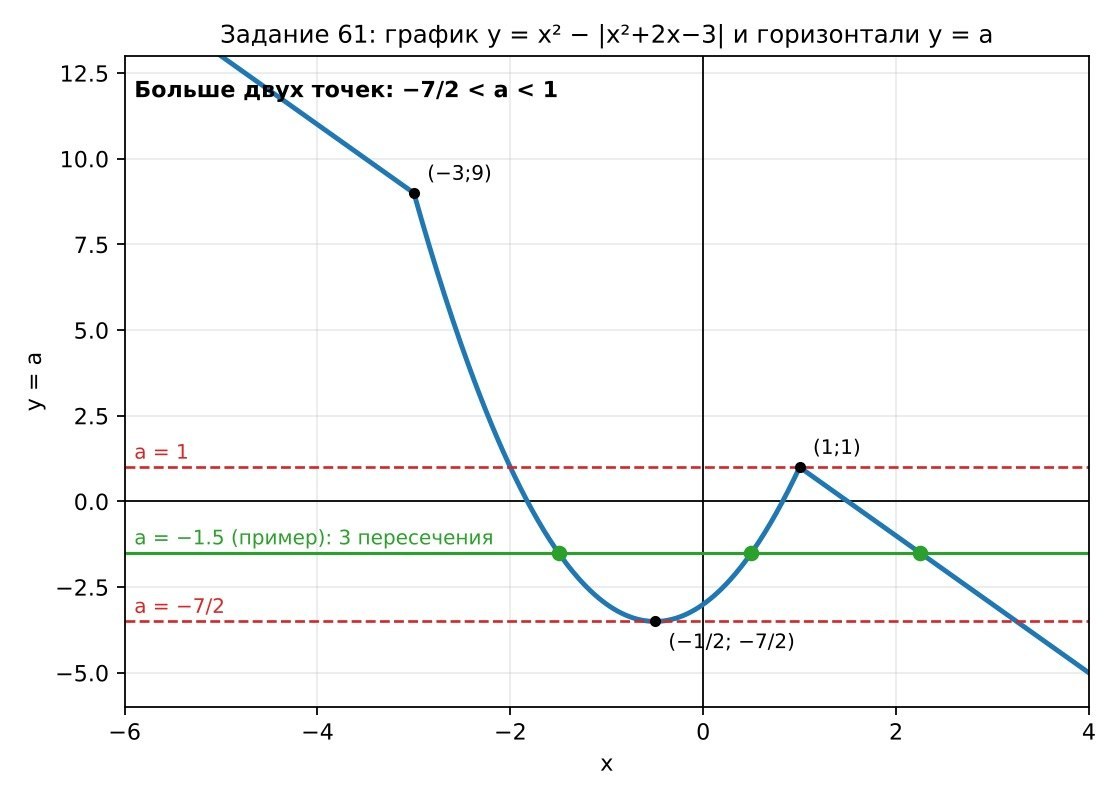 Задание 61: график y = x² − |x²+2x−3| и горизонтали y = a
12.5
Больше двух точек: −7/2 < a < 1
10.0
(−3;9)
7.5
5.0
y = a
2.5
(1;1)
a = 1
0.0
a = −1.5 (пример): 3 пересечения
−2.5
a = −7/2
(−1/2; −7/2)
−5.0
−6 −4 −2 0 2 4
x